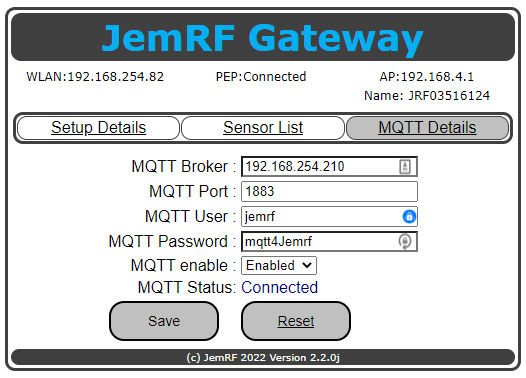 JemRF Gateway
WLAN:192.168.254.82 PEP:Connected AP:192.168.4.1
Name: JRF03516124
Setup Details Sensor List MQTT Details
MQTT Broker : 192.168.254.210
MQTT Port : 1883
MQTT User : jemrf
MQTT Password : mqtt4Jemrf
MQTT enable : Enabled
MQTT Status: Connected
Save Reset
(c) JemRF 2022 Version 2.2.0j